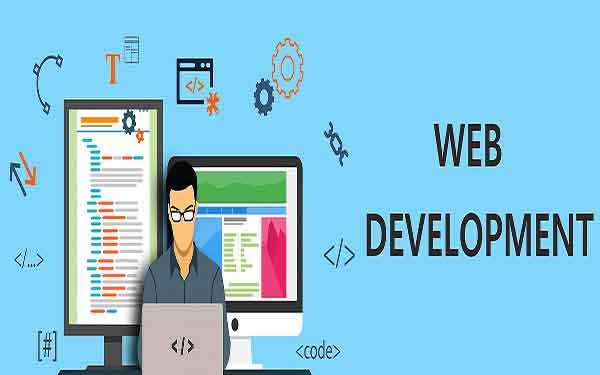 T
</>
WEB
DEVELOPMENT
</>
</...>
[#]
</>
<code>